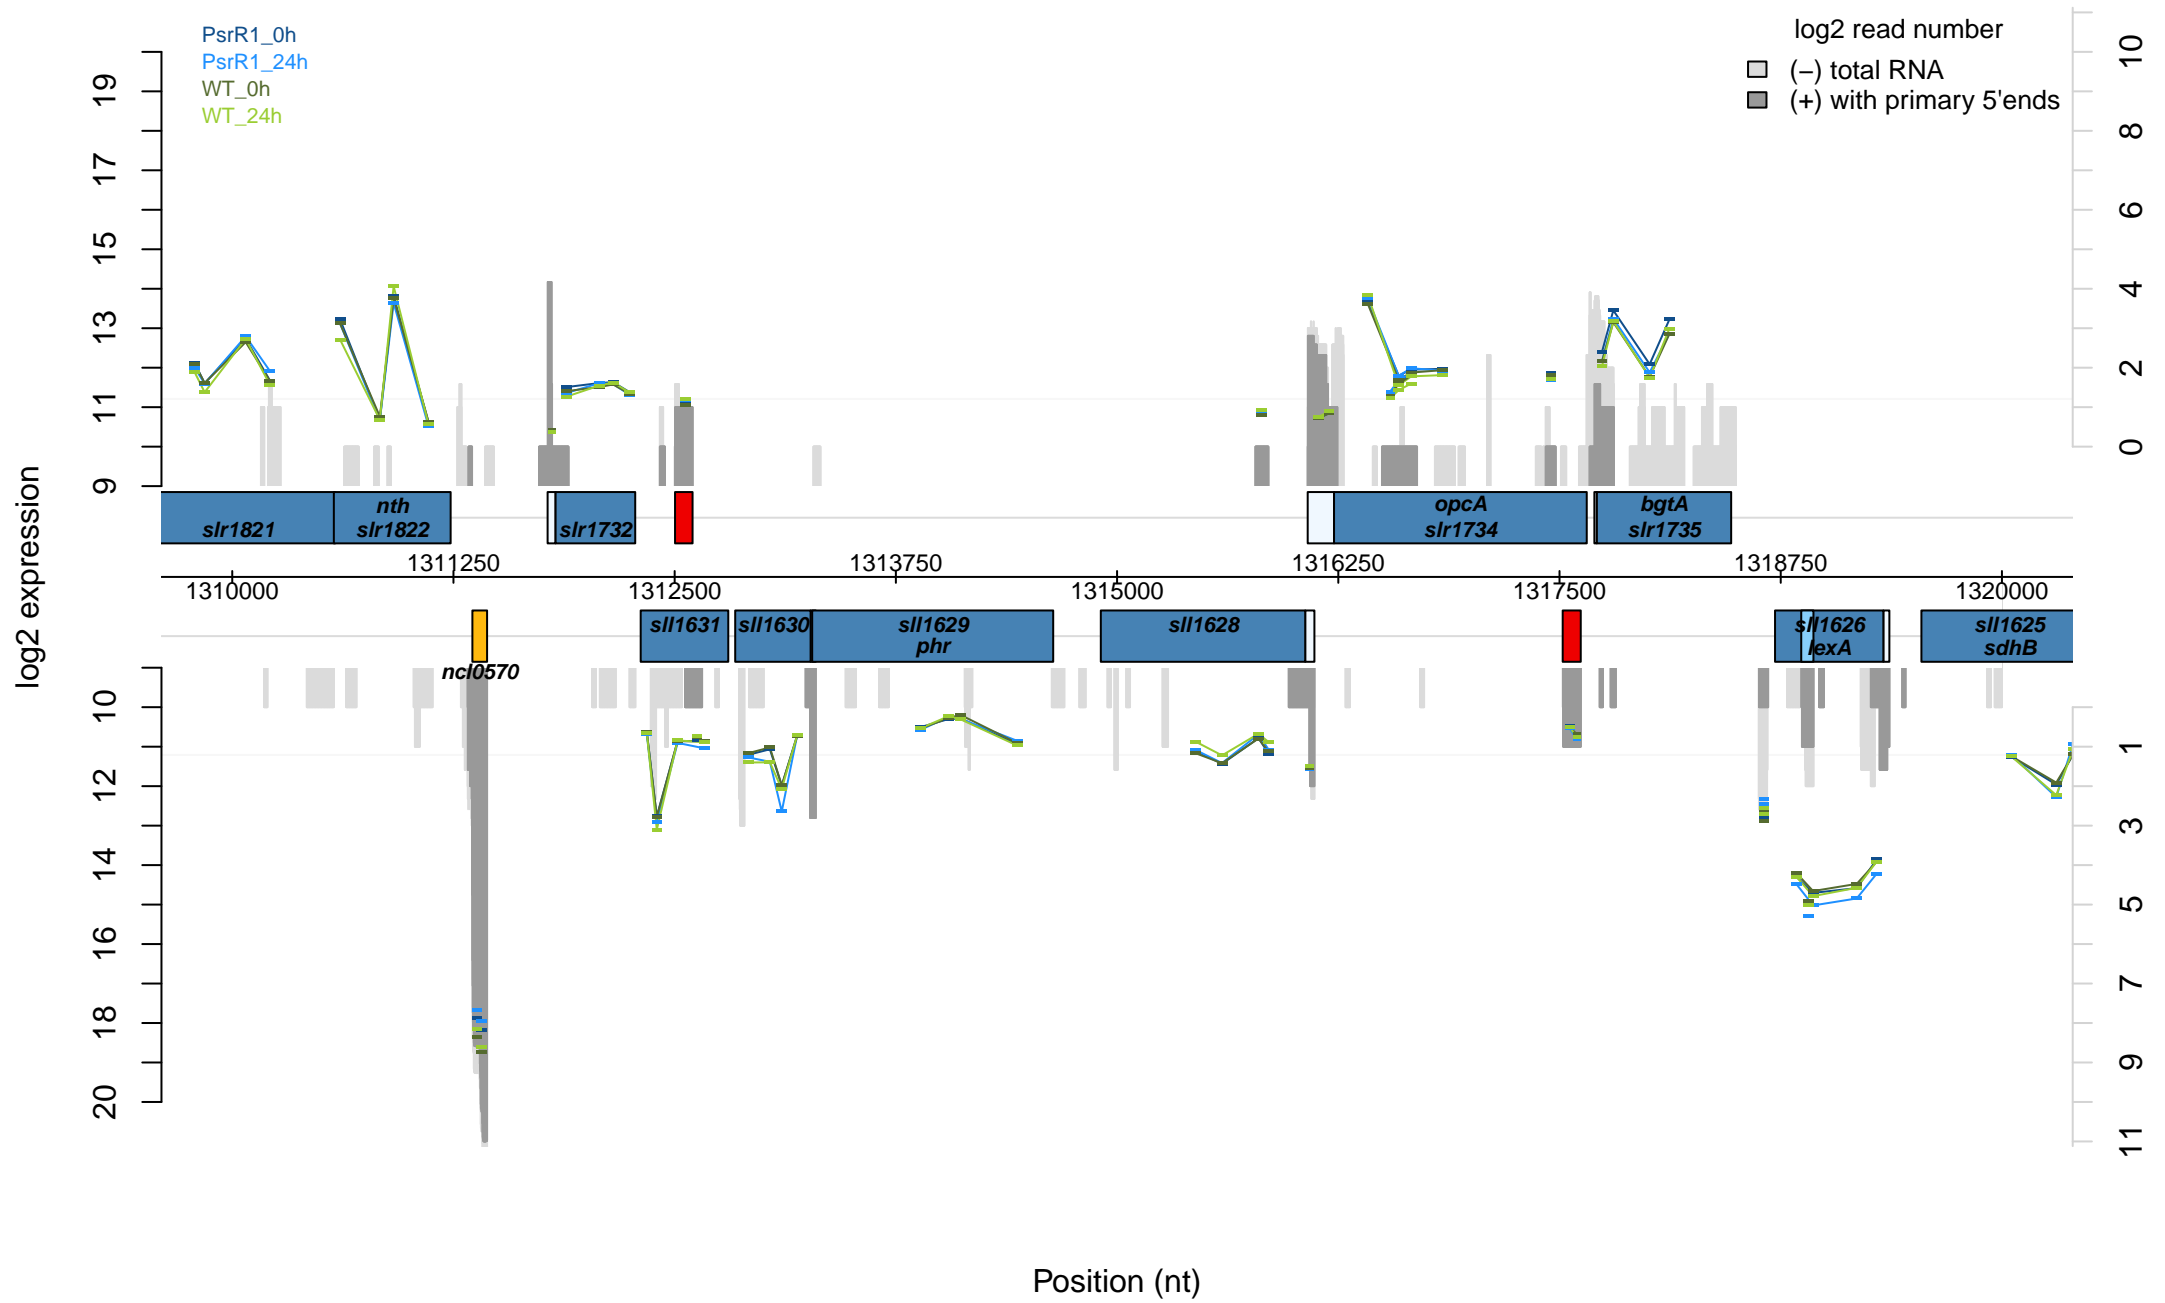 PsrR1_0h
PsrR1_24h
WT_0h
WT_24h
log2 read number
(−) total RNA
(+) with primary 5'ends
19
17
15
13
11
9
10
8
6
4
2
0
log2 expression
nth
slr1821
slr1822
slr1732
opcA
slr1734
bgtA
slr1735
1311250
1313750
1316250
1318750
1310000
1312500
1315000
1317500
1320000
sll1631
sll1630
sll1629
phr
sll1628
sll1626
lexA
sll1625
sdhB
ncl0570
10
12
14
16
18
20
1
3
5
7
9
11
Position (nt)